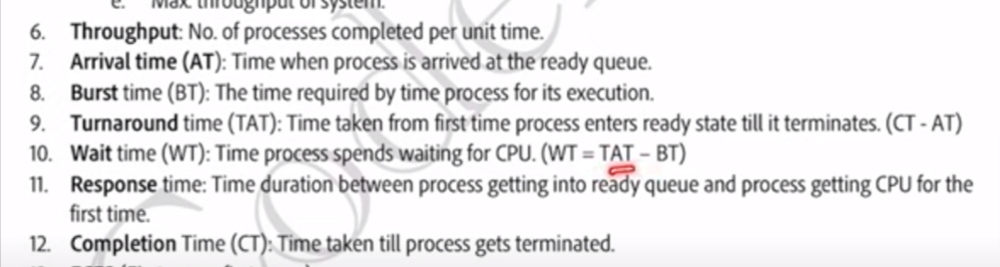 e. Max. throughput of system.
6. Throughput: No. of processes completed per unit time.
7. Arrival time (AT): Time when process is arrived at the ready queue.
8. Burst time (BT): The time required by time process for its execution.
9. Turnaround time (TAT): Time taken from first time process enters ready state till it terminates. (CT - AT)
10. Wait time (WT): Time process spends waiting for CPU. (WT = TAT – BT)
11. Response time: Time duration between process getting into ready queue and process getting CPU for the
first time.
12. Completion Time (CT): Time taken till process gets terminated.